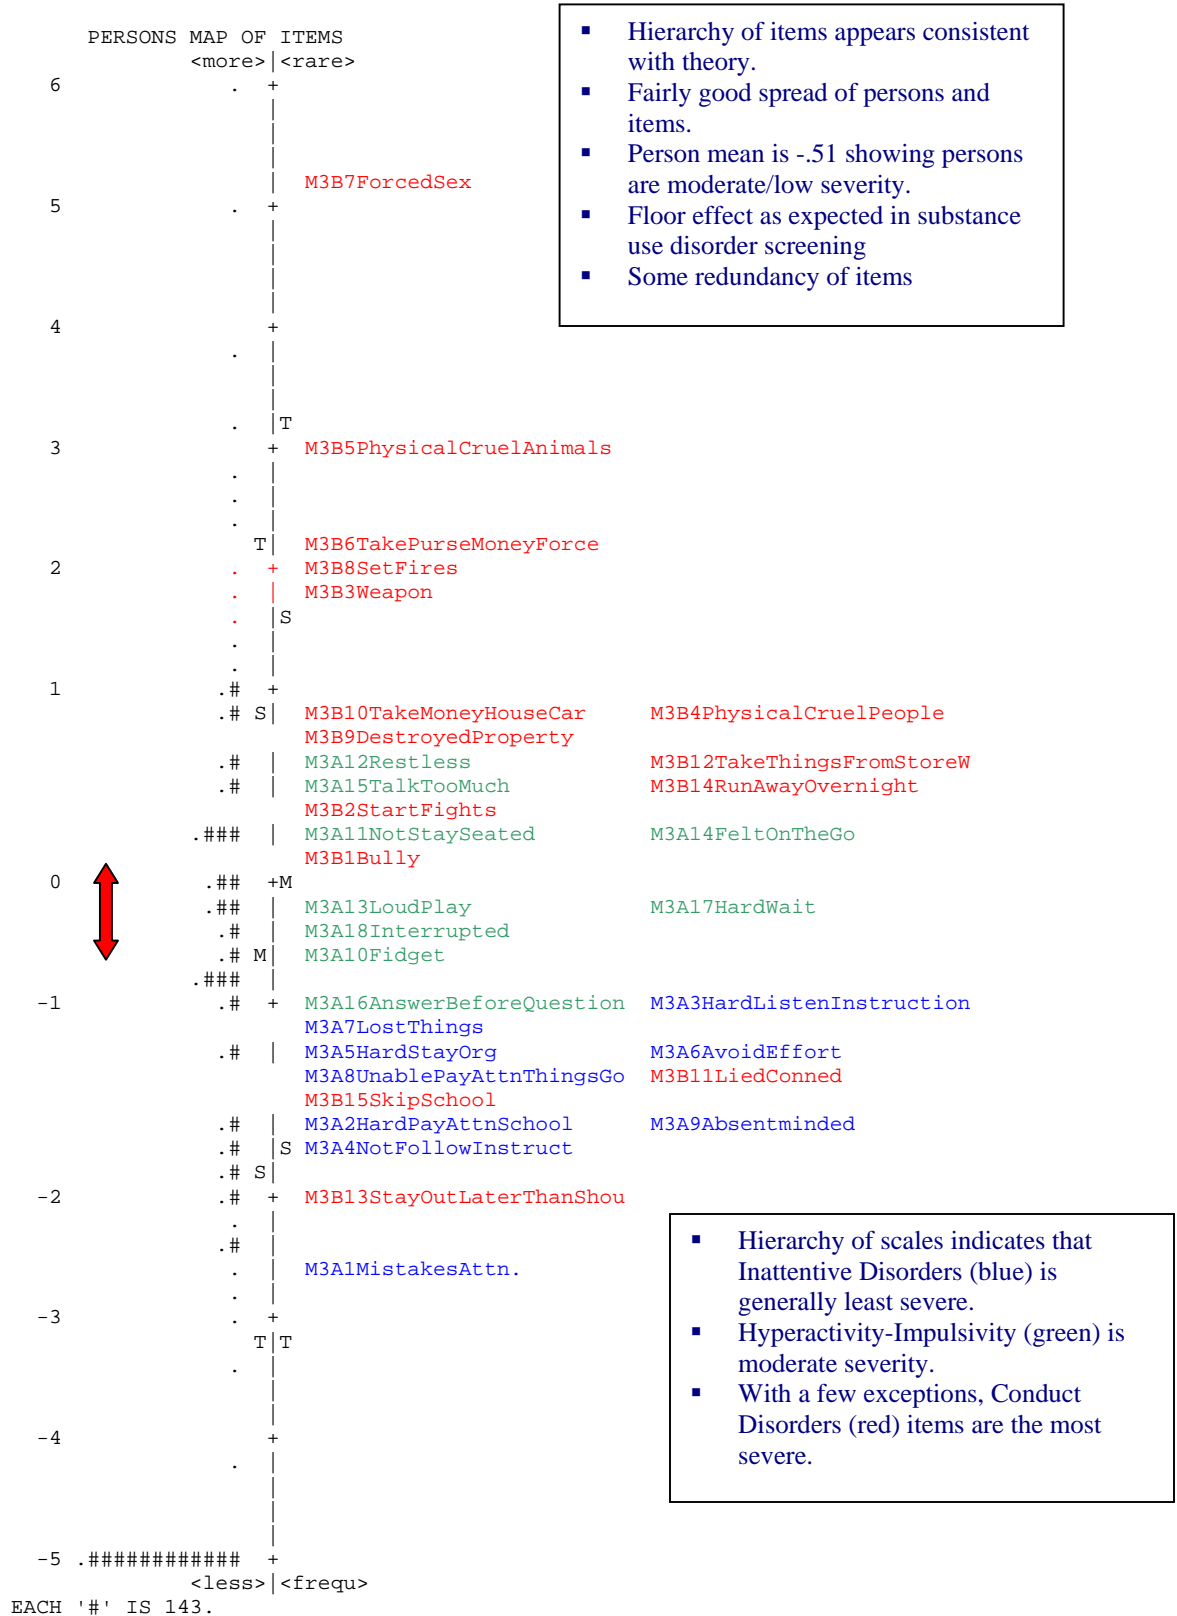 PERSONS MAP OF ITEMS
<more>|<rare>
6 . +
|
|
|
| M3B7ForcedSex
5 . +
|
|
|
|
4 +
. |
|
|
. |T
3 + M3B5PhysicalCruelAnimals
. |
. |
. |
T| M3B6TakePurseMoneyForce
2 . + M3B8SetFires
. | M3B3Weapon
. |S
. |
. |
1 .# +
.# S| M3B10TakeMoneyHouseCar M3B4PhysicalCruelPeople
M3B9DestroyedProperty
.# | M3A12Restless M3B12TakeThingsFromStoreW
.# | M3A15TalkTooMuch M3B14RunAwayOvernight
M3B2StartFights
.### | M3A11NotStaySeated M3A14FeltOnTheGo
M3B1Bully
0 .## +M
.## | M3A13LoudPlay M3A17HardWait
.# | M3A18Interrupted
.# M| M3A10Fidget
.### |
-1 .# + M3A16AnswerBeforeQuestion M3A3HardListenInstruction
M3A7LostThings
.# | M3A5HardStayOrg M3A6AvoidEffort
M3A8UnablePayAttnThingsGo M3B11LiedConned
M3B15SkipSchool
.# | M3A2HardPayAttnSchool M3A9Absentminded
.# |S M3A4NotFollowInstruct
.# S|
-2 .# + M3B13StayOutLaterThanShou
. |
.# |
. | M3A1MistakesAttn.
. |
-3 . +
T|T
. |
|
|
-4 +
. |
|
|
|
-5 .############ +
<less>|<frequ>
EACH '#' IS 143.
▪ Hierarchy of items appears consistent
with theory.
▪ Fairly good spread of persons and
items.
▪ Person mean is -.51 showing persons
are moderate/low severity.
▪ Floor effect as expected in substance
use disorder screening
▪ Some redundancy of items
▪ Hierarchy of scales indicates that
Inattentive Disorders (blue) is
generally least severe.
▪ Hyperactivity-Impulsivity (green) is
moderate severity.
▪ With a few exceptions, Conduct
Disorders (red) items are the most
severe.